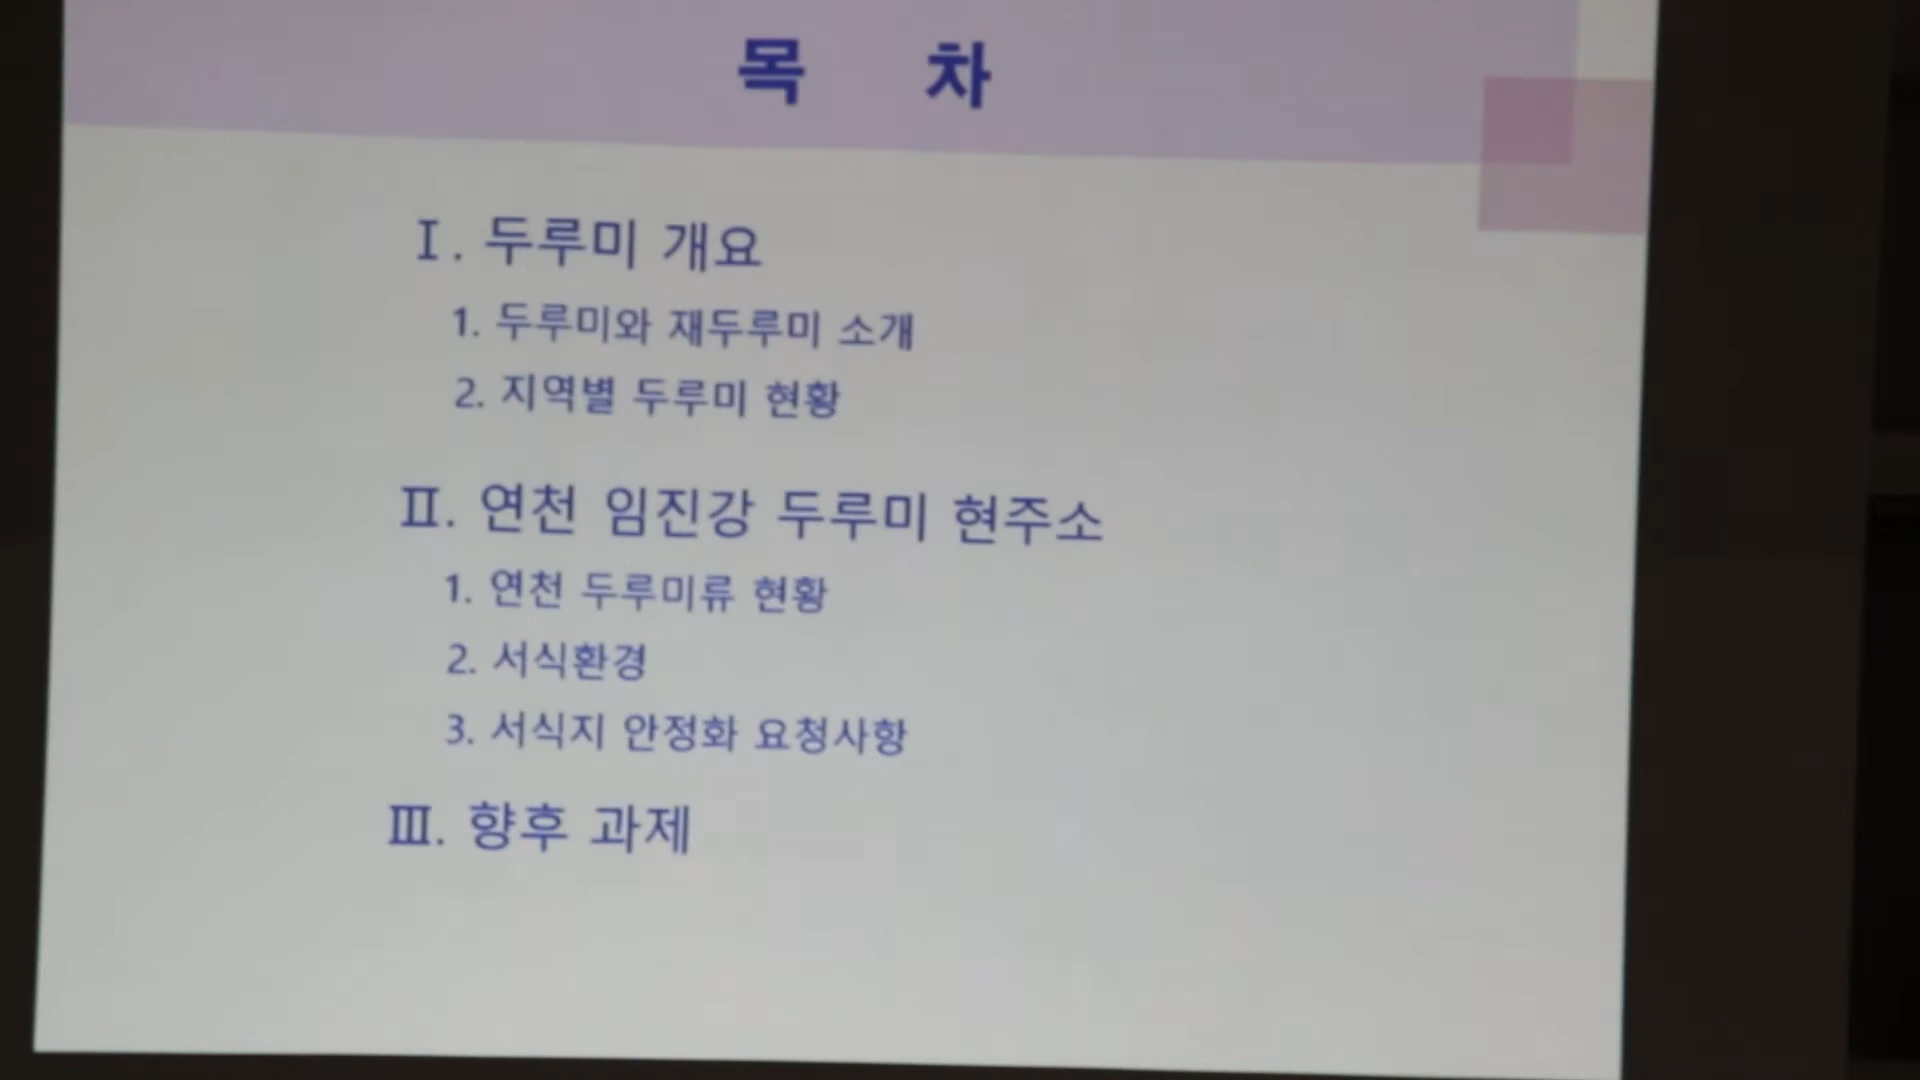 목 차
Ⅰ. 두루미 개요
1. 두루미와 재두루미 소개
2. 지역별 두루미 현황
Ⅱ. 연천 임진강 두루미 현주소
1. 연천 두루미류 현황
2. 서식환경
3. 서식지 안정화 요청사항
Ⅲ. 향후 과제